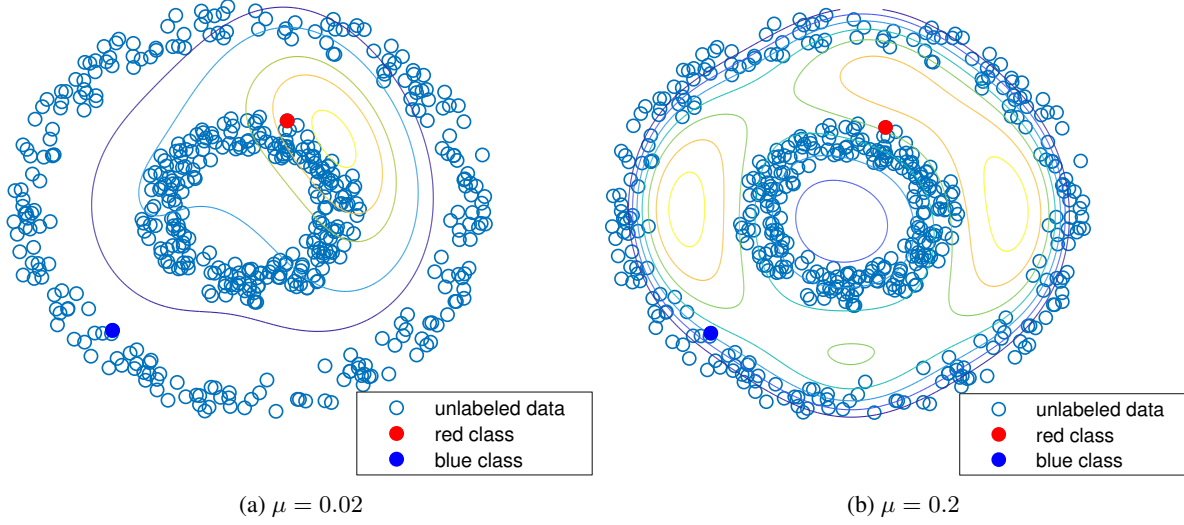 unlabeled data
red class
blue class
(a) μ = 0.02
unlabeled data
red class
blue class
(b) μ = 0.2